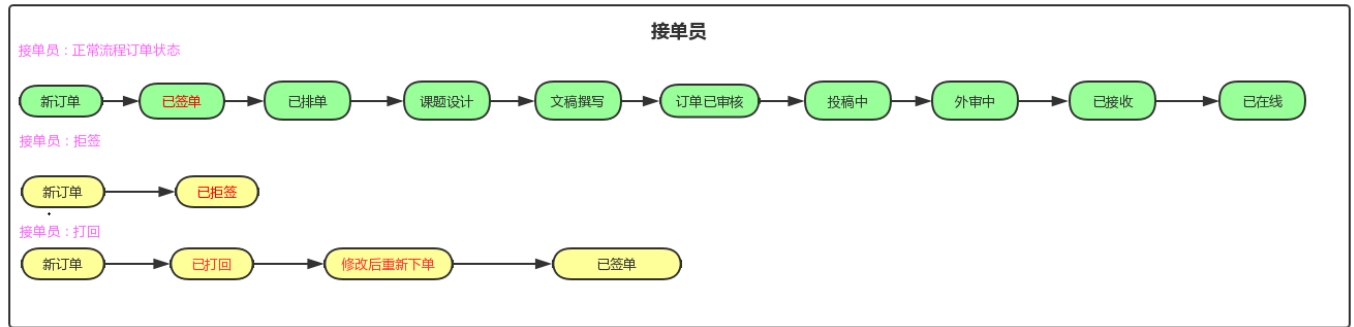 接单员
接单员：正常流程订单状态
新订单 已签单 已排单 课题设计 文稿撰写 订单已审核 投稿中 外审中 已接收 已在线
接单员：拒签
新订单 已拒签
接单员：打回
新订单 已打回 修改后重新下单 已签单